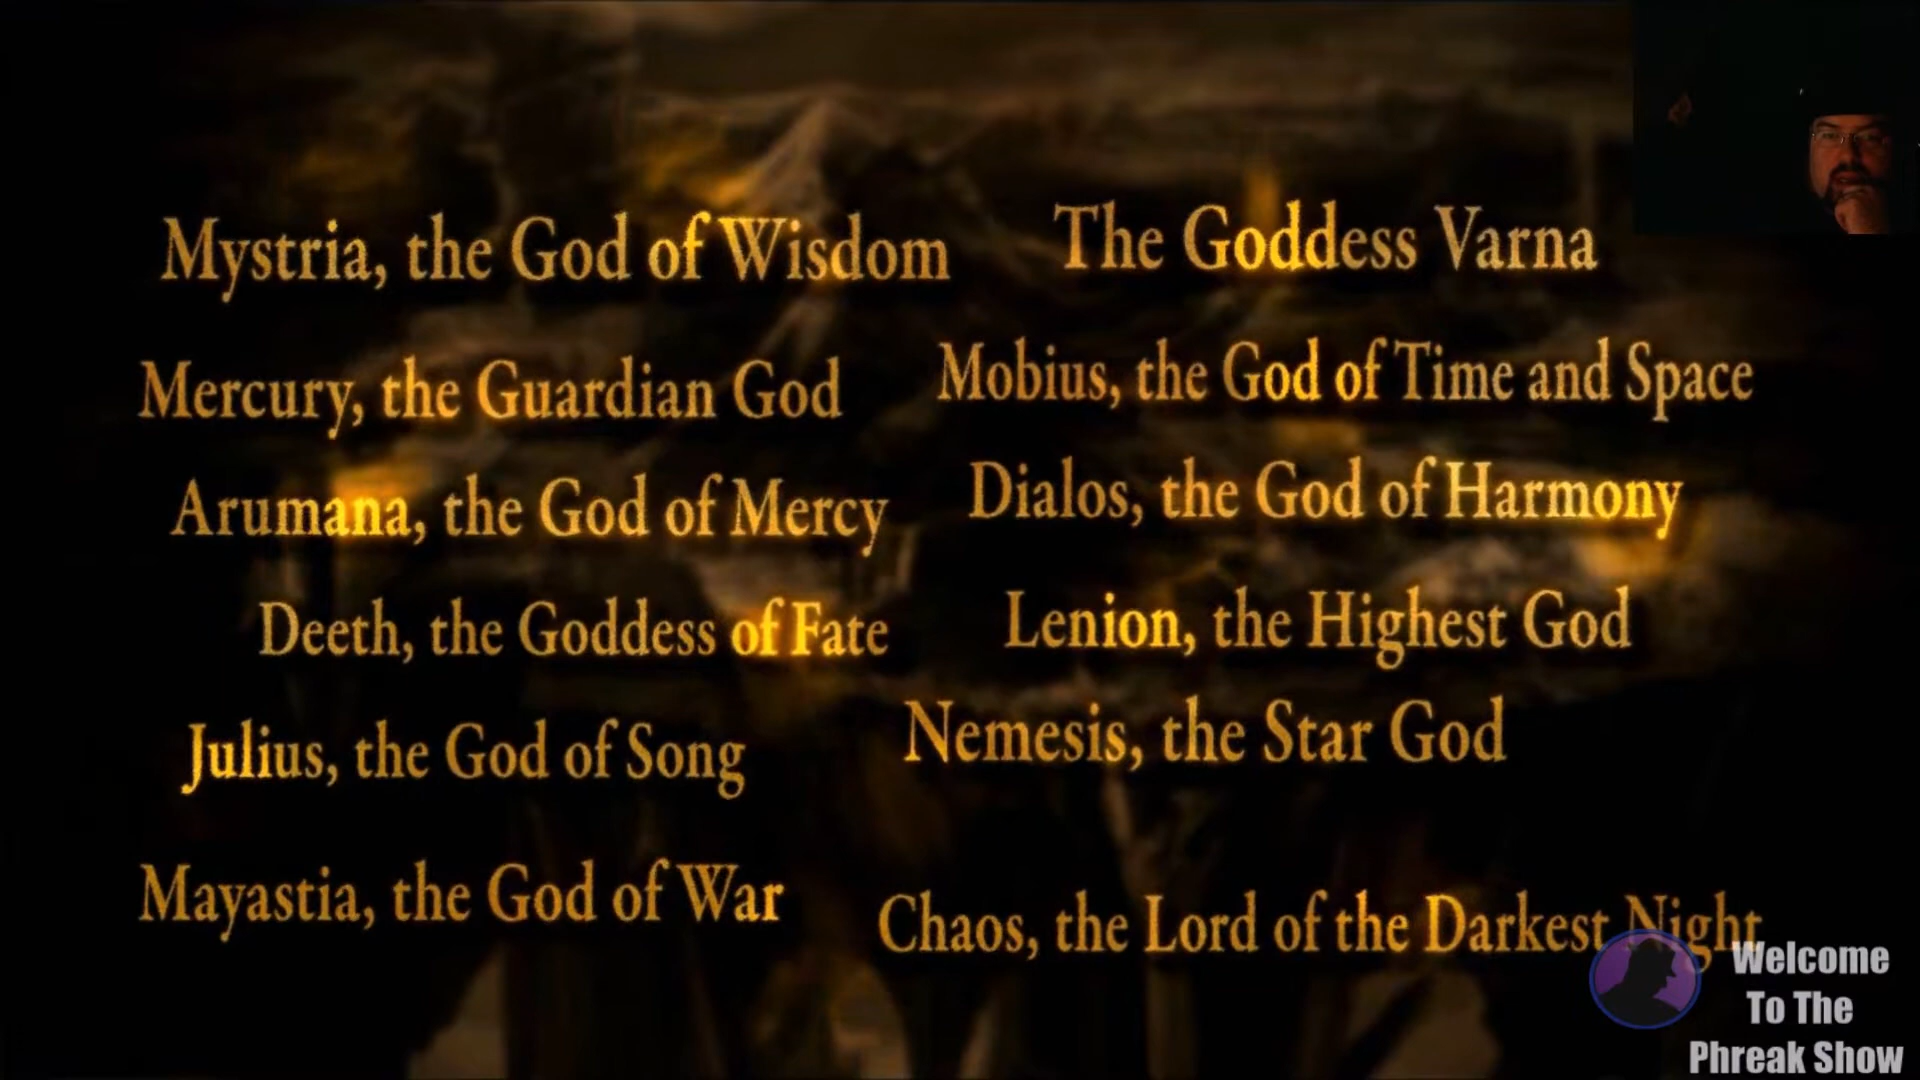 Mystria, the God of Wisdom
The Goddess Varna
Mercury, the Guardian God
Mobius, the God of Time and Space
Arumana, the God of Mercy
Dialos, the God of Harmony
Deeth, the Goddess of Fate
Lenion, the Highest God
Julius, the God of Song
Nemesis, the Star God
Mayastia, the God of War
Chaos, the Lord of the Darkest Night
Welcome
To The
Phreak Show